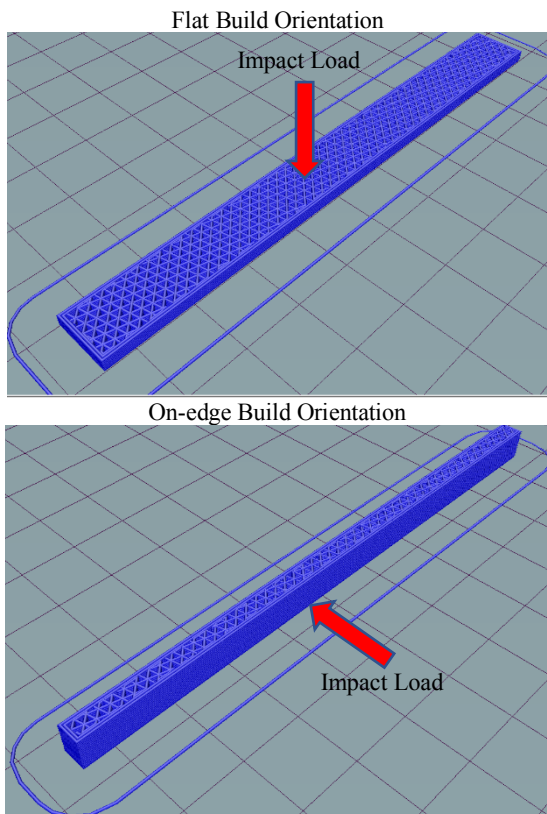 Flat Build Orientation
Impact Load
On-edge Build Orientation
Impact Load